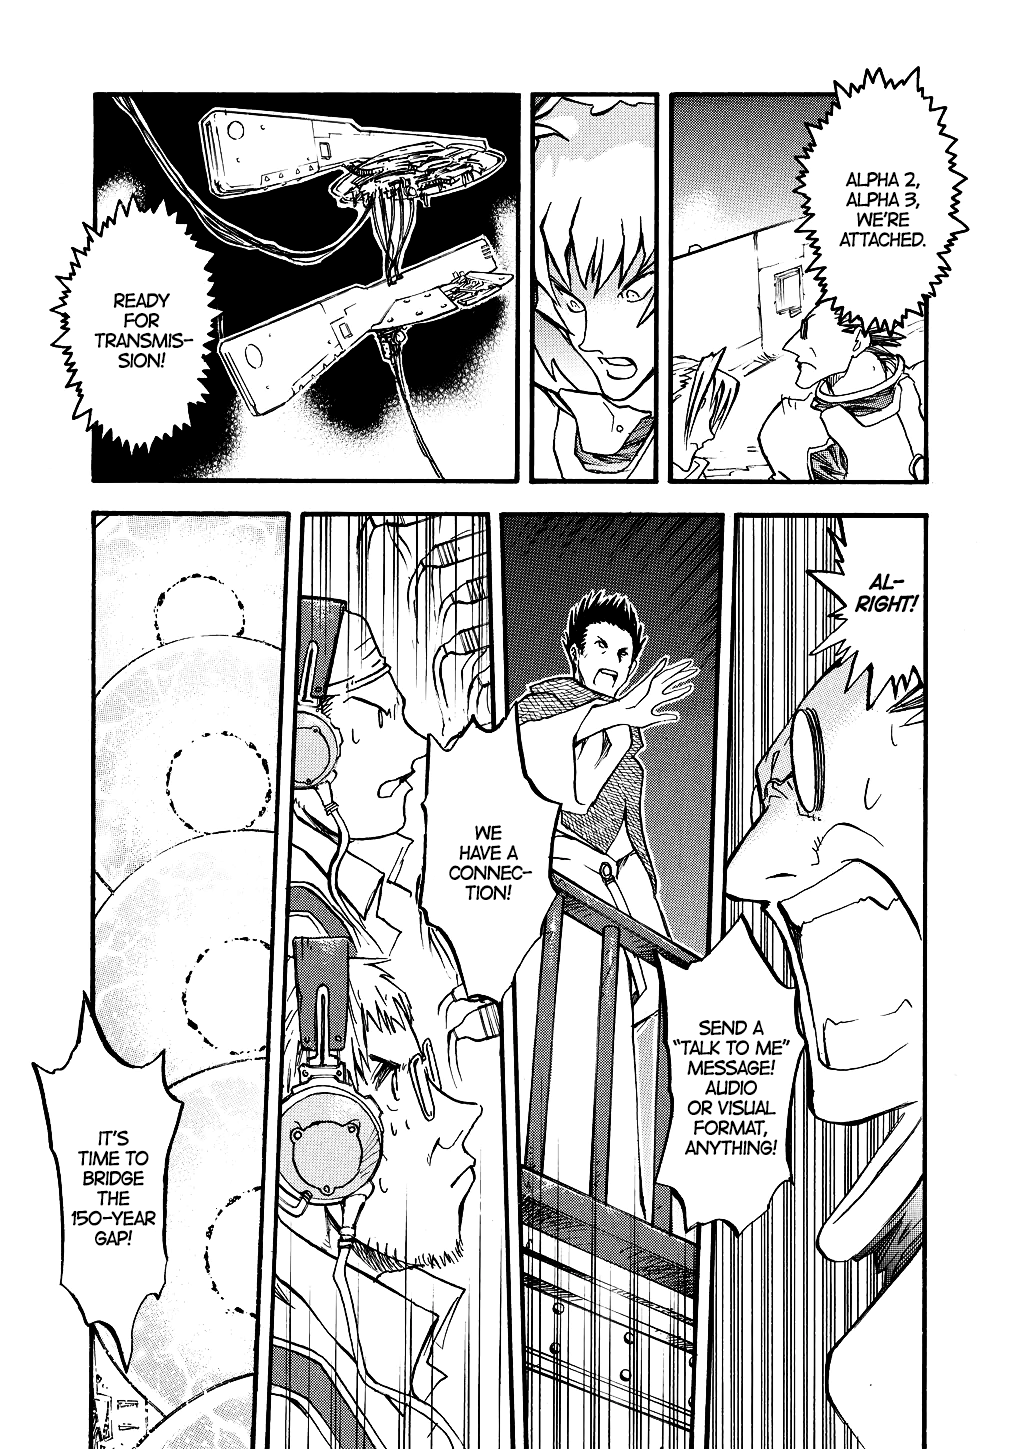 ALPHA 2,
ALPHA 3,
WE'RE
ATTACHED.
READY
FOR
TRANSMIS-
SION!
AL-
RIGHT!
SEND A
"TALK TO ME"
MESSAGE!
AUDIO
OR VISUAL
FORMAT,
ANYTHING!
WE
HAVE A
CONNEC-
TION!
IT'S
TIME TO
BRIDGE
THE
150-YEAR
GAP!